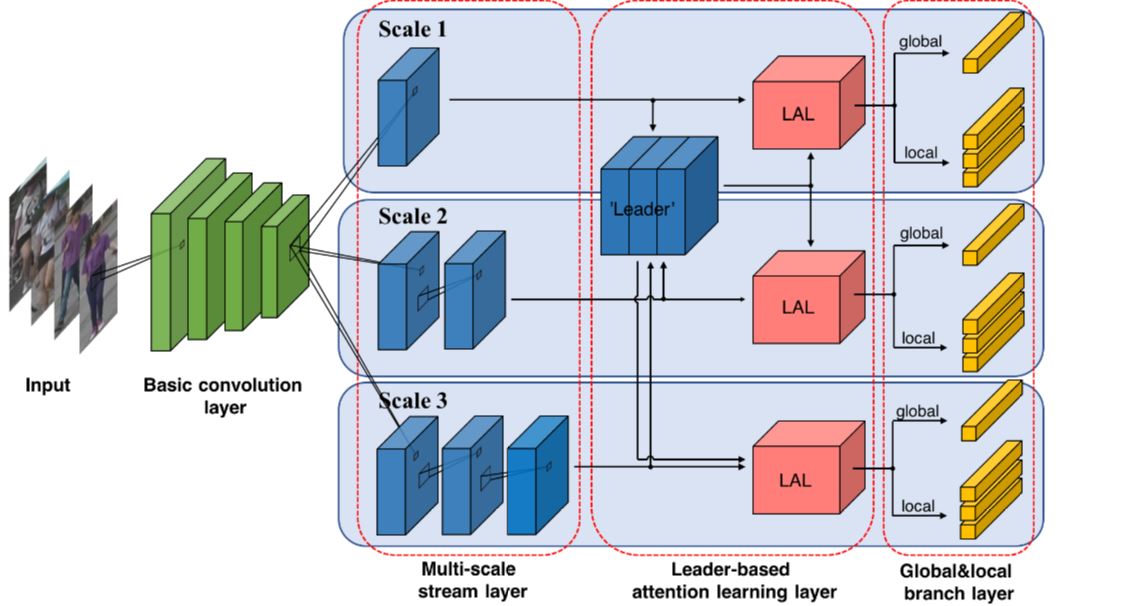 Scale 1
global
LAL
local
'Leader'
Scale 2
global
LAL
local
Input
Basic convolution
layer
Scale 3
global
LAL
local
Multi-scale
stream layer
Leader-based
attention learning layer
Global&local
branch layer